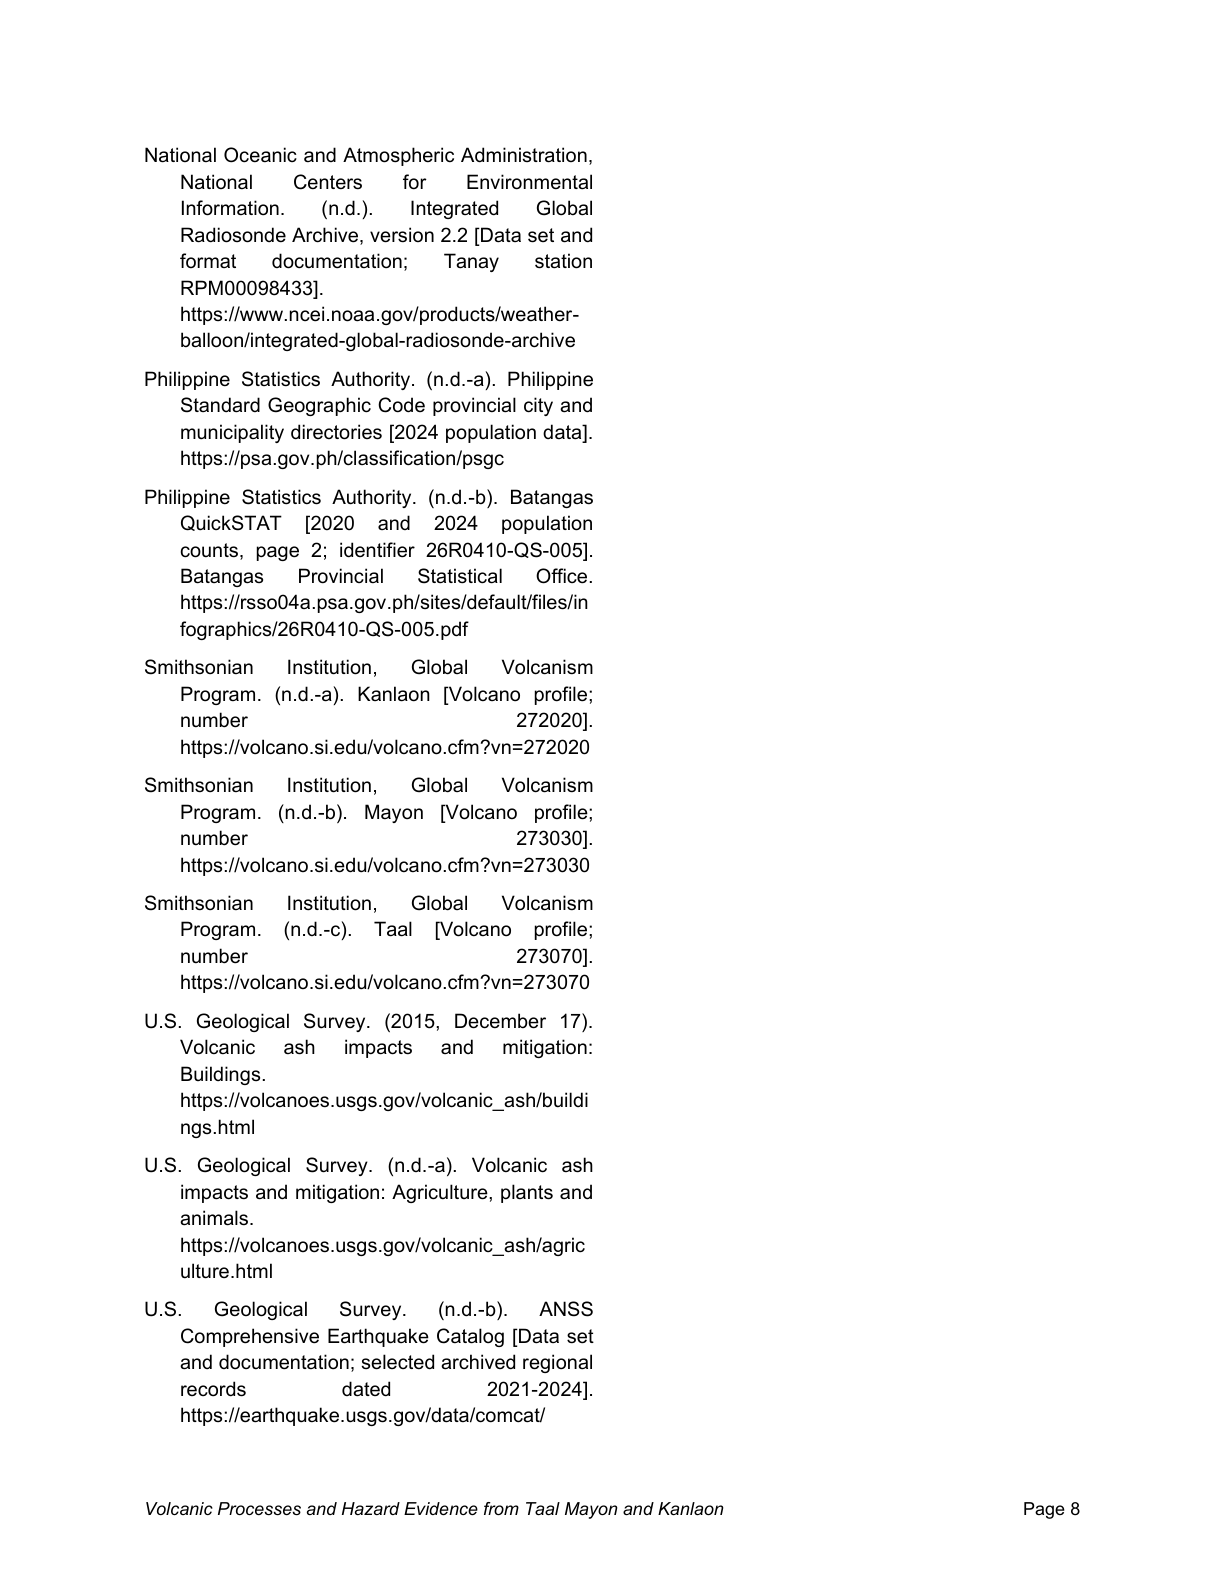 National Oceanic and Atmospheric Administration,
National Centers for Environmental
Information. (n.d.). Integrated Global
Radiosonde Archive, version 2.2 [Data set and
format documentation; Tanay station
RPM00098433].
https://www.ncei.noaa.gov/products/weather-
balloon/integrated-global-radiosonde-archive
Philippine Statistics Authority. (n.d.-a). Philippine
Standard Geographic Code provincial city and
municipality directories [2024 population data].
https://psa.gov.ph/classification/psgc
Philippine Statistics Authority. (n.d.-b). Batangas
QuickSTAT [2020 and 2024 population
counts, page 2; identifier 26R0410-QS-005].
Batangas Provincial Statistical Office.
https://rsso04a.psa.gov.ph/sites/default/files/in
fographics/26R0410-QS-005.pdf
Smithsonian Institution, Global Volcanism
Program. (n.d.-a). Kanlaon [Volcano profile;
number 272020].
https://volcano.si.edu/volcano.cfm?vn=272020
Smithsonian Institution, Global Volcanism
Program. (n.d.-b). Mayon [Volcano profile;
number 273030].
https://volcano.si.edu/volcano.cfm?vn=273030
Smithsonian Institution, Global Volcanism
Program. (n.d.-c). Taal [Volcano profile;
number 273070].
https://volcano.si.edu/volcano.cfm?vn=273070
U.S. Geological Survey. (2015, December 17).
Volcanic ash impacts and mitigation:
Buildings.
https://volcanoes.usgs.gov/volcanic_ash/buildi
ngs.html
U.S. Geological Survey. (n.d.-a). Volcanic ash
impacts and mitigation: Agriculture, plants and
animals.
https://volcanoes.usgs.gov/volcanic_ash/agric
ulture.html
U.S. Geological Survey. (n.d.-b). ANSS
Comprehensive Earthquake Catalog [Data set
and documentation; selected archived regional
records dated 2021-2024].
https://earthquake.usgs.gov/data/comcat/
Volcanic Processes and Hazard Evidence from Taal Mayon and Kanlaon Page 8